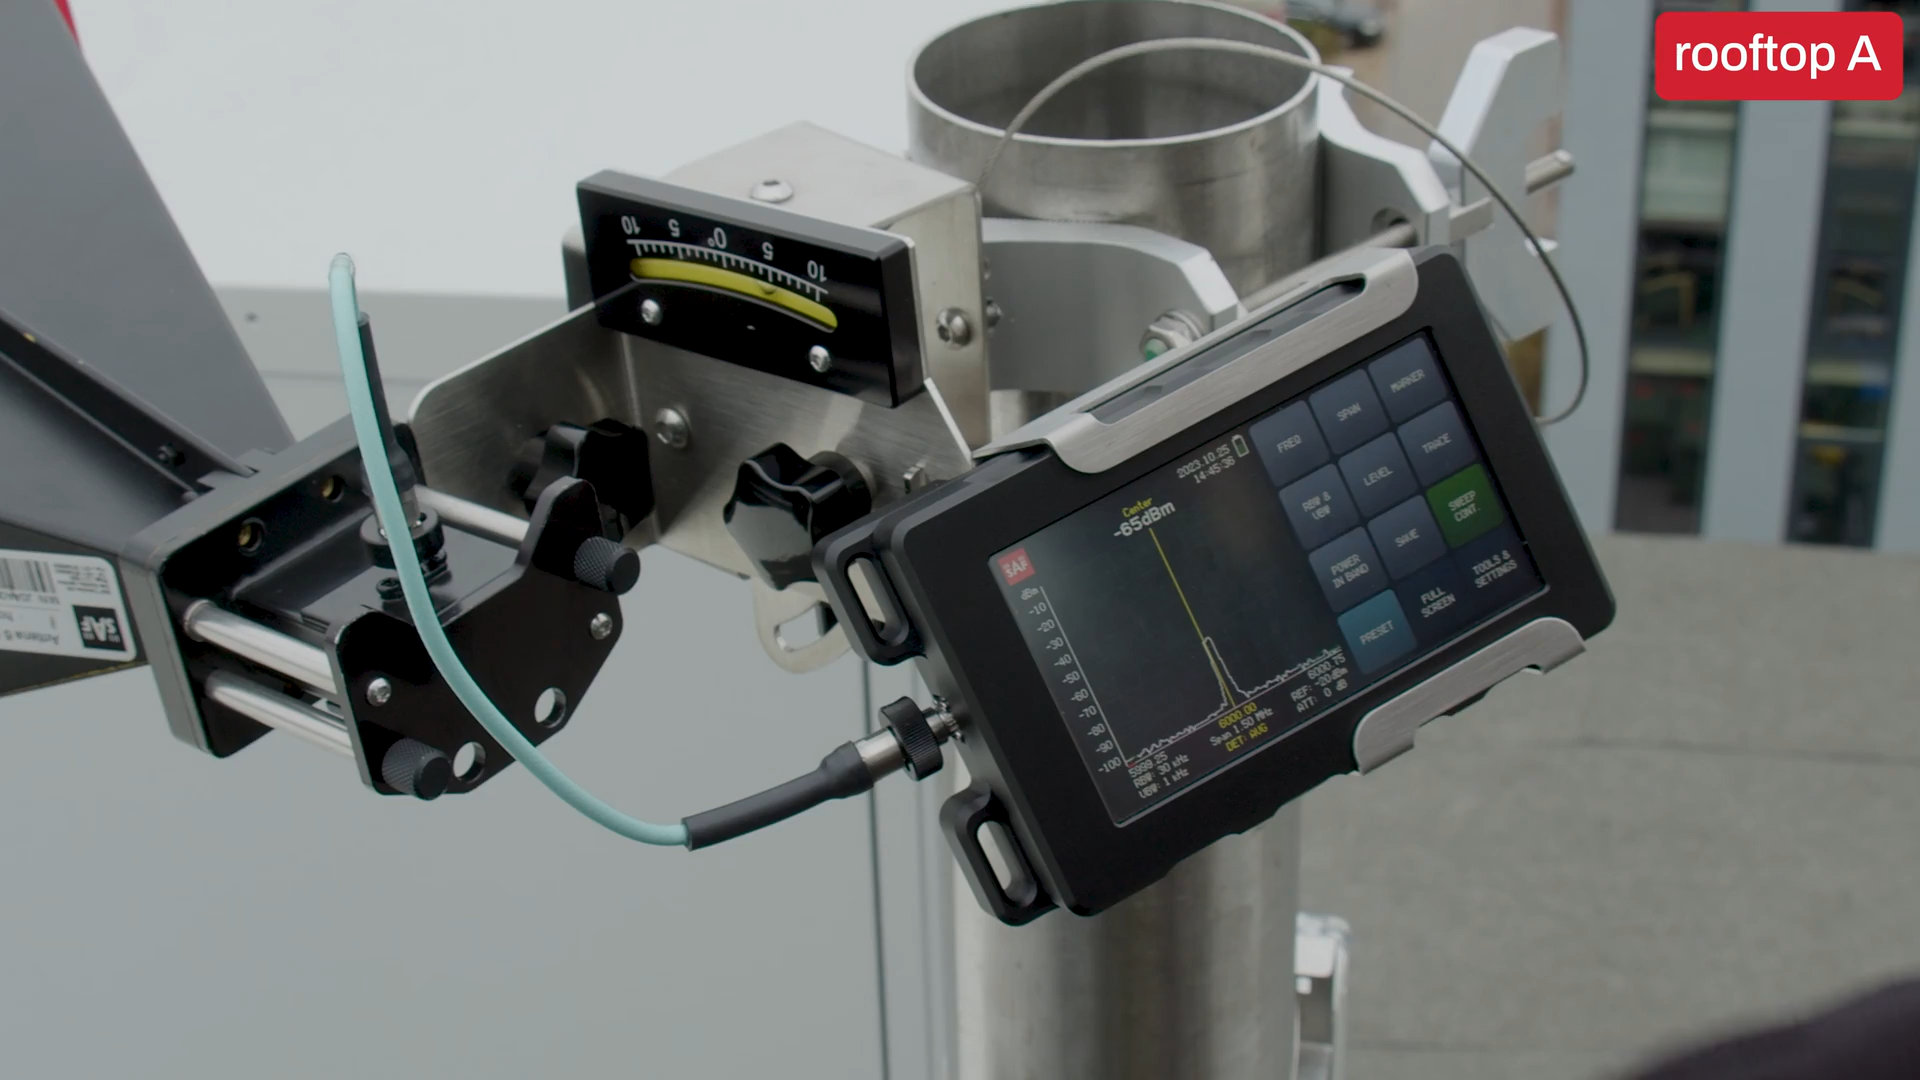 rooftop A
10 5 0° 5 10
2023.10.25
14:45:36
Center
-65dBm
SAF
dBm
-10
-20
-30
-40
-50
-60
-70
-80
-90
-100
5999.25
RBW: 30 kHz
VBW: 1 kHz
6000.00
Span 1.50 MHz
DET: AVG
6000.75
REF: -20dBm
ATT: 0 dB
FREQ
SPAN
MARKER
RBW &
VBW
LEVEL
TRACE
POWER
IN BAND
SAVE
SWEEP
CONT.
PRESET
FULL
SCREEN
TOOLS &
SETTINGS
SAF
Antenna 6